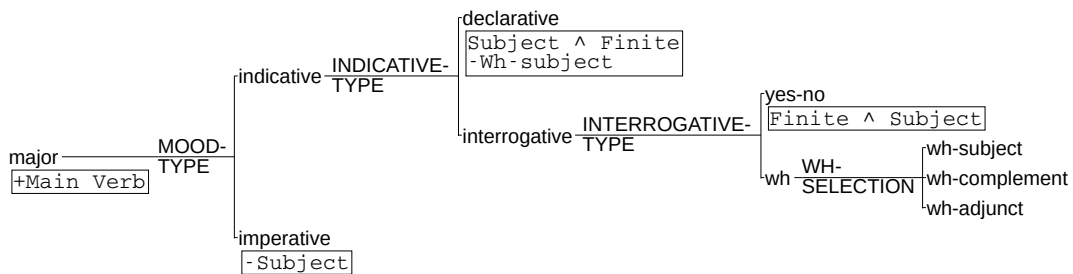 declarative
Subject ^ Finite
-Wh-subject
indicative
INDICATIVE-
TYPE
yes-no
Finite ^ Subject
interrogative
INTERROGATIVE-
TYPE
major
+Main Verb
MOOD-
TYPE
wh
WH-
SELECTION
wh-subject
wh-complement
wh-adjunct
imperative
-Subject